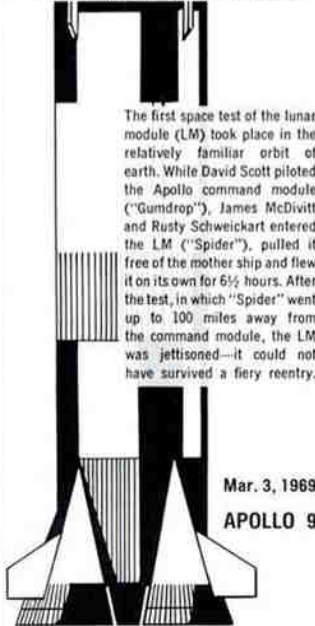 The first space test of the lunar
module (LM) took place in the
relatively familiar orbit of
earth. While David Scott piloted
the Apollo command module
("Gumdrop"), James McDivitt
and Rusty Schweickart entered
the LM ("Spider"), pulled it
free of the mother ship and flew
it on its own for 6½ hours. After
the test, in which "Spider" went
up to 100 miles away from
the command module, the LM
was jettisoned—it could not
have survived a fiery reentry.
Mar. 3, 1969
APOLLO 9